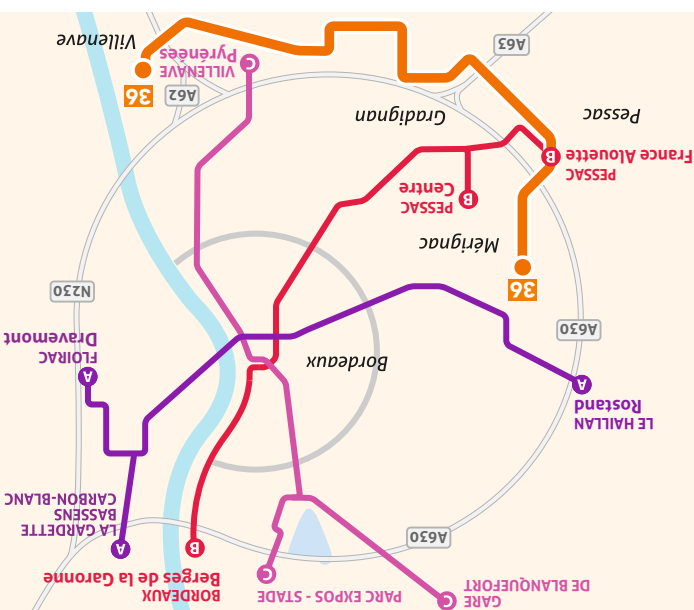 GARE
DE BLANQUEFORT
C
PARC EXPOS - STADE
C
BORDEAUX
Berges de la Garonne
B
A630
LA GARDETTE
BASSENS
CARBON-BLANC
A
LE HAILLAN
Rostand
A
Bordeaux
FLOIRAC
Dravemont
A
A630
N230
36
Mérignac
PESSAC
Centre
B
PESSAC
France Alouette
B
Pessac
Gradignan
A62
36
VILLENAVE
Pyrénées
C
A63
Villenave